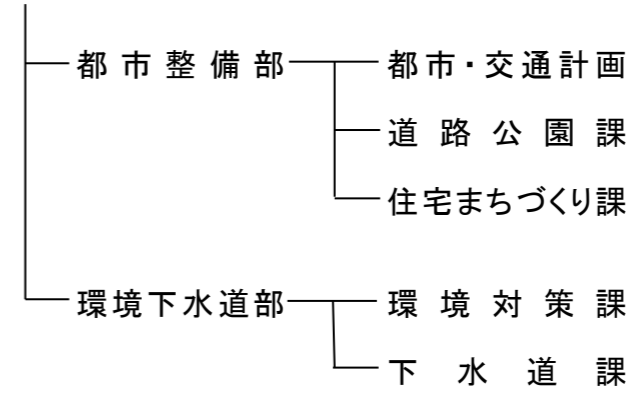 都市整備部 都市・交通計画
道路公園課
住宅まちづくり課
環境下水道部 環境対策課
下水道課